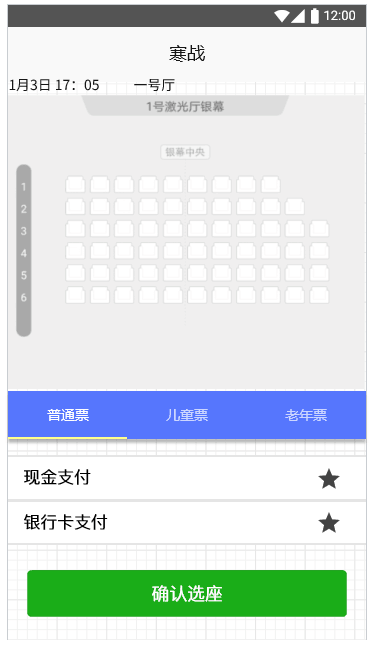 12:00
寒战
1月3日 17：05 一号厅
1号激光厅银幕
银幕中央
1
2
3
4
5
6
普通票 儿童票 老年票
现金支付
银行卡支付
确认选座